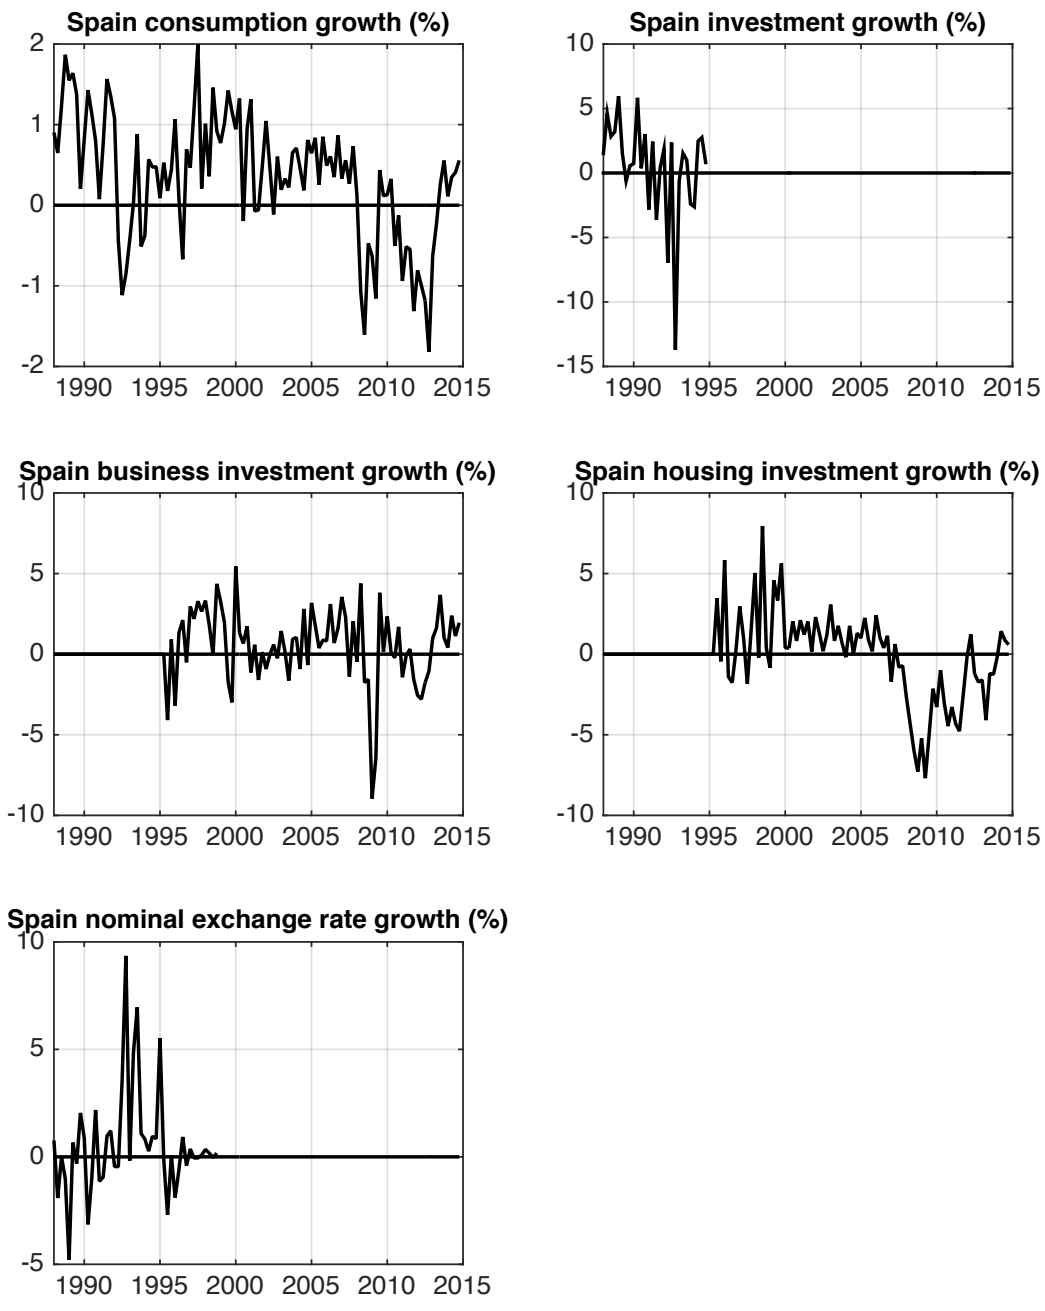 Spain consumption growth (%)
2
1
0
-1
-2
1990 1995 2000 2005 2010 2015
Spain investment growth (%)
10
5
0
-5
-10
-15
1990 1995 2000 2005 2010 2015
Spain business investment growth (%)
10
5
0
-5
-10
1990 1995 2000 2005 2010 2015
Spain housing investment growth (%)
10
5
0
-5
-10
1990 1995 2000 2005 2010 2015
Spain nominal exchange rate growth (%)
10
5
0
-5
1990 1995 2000 2005 2010 2015